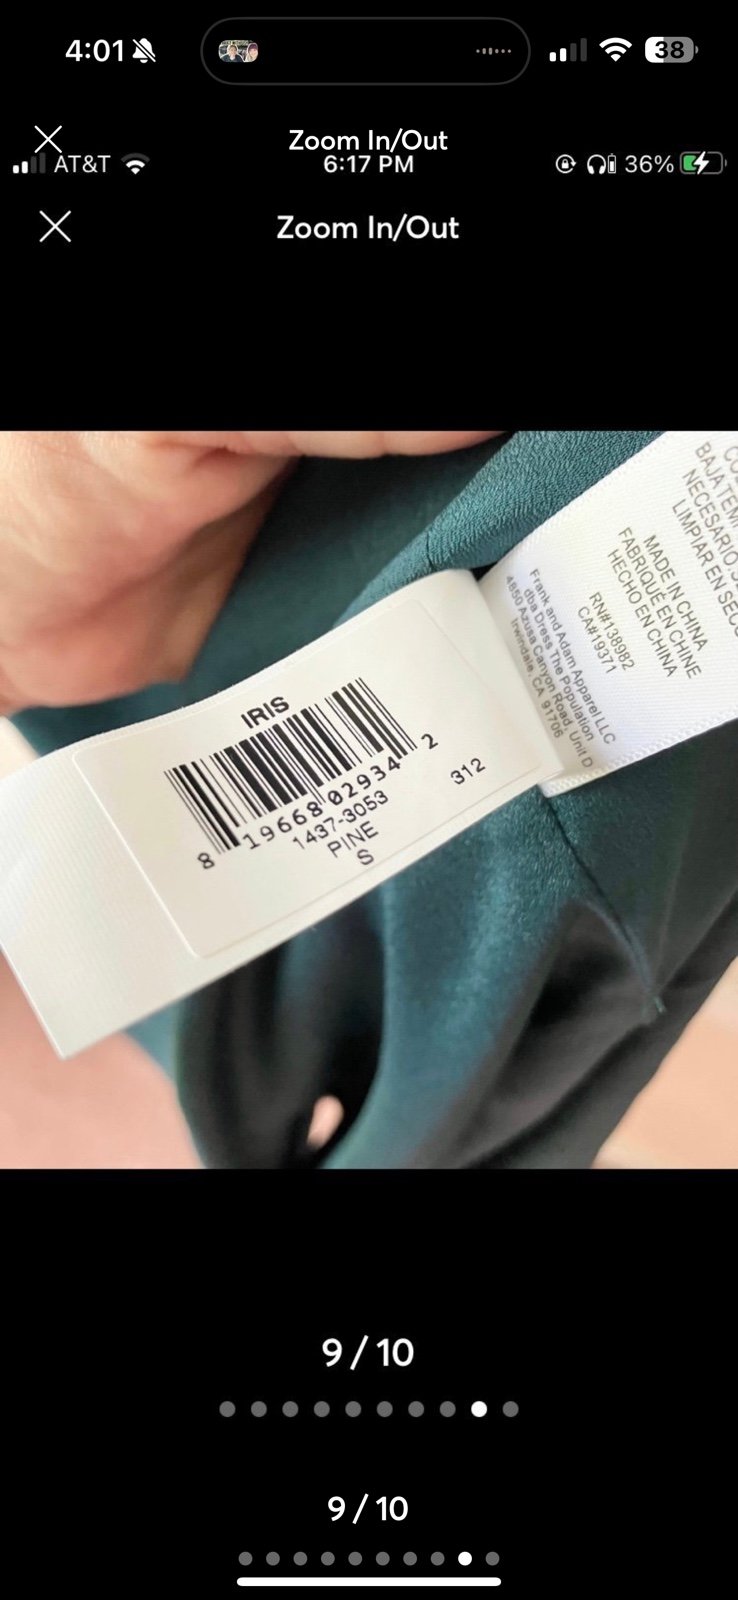 4:01
38
Zoom In/Out
AT&T
6:17 PM
36%
Zoom In/Out
IRIS
8 19668 02934 2
1437-3053
PINE
S
312
Frank and Adam Apparel LLC
dba Dress The Population
4850 Azusa Canyon Road, Unit D
Irwindale, CA 91706
RN#138982
CA#19371
MADE IN CHINA
FABRIQUÉ EN CHINE
HECHO EN CHINA
BAJA TEM
NECESARIO
LIMPIAR EN SECO
9/10
9/10